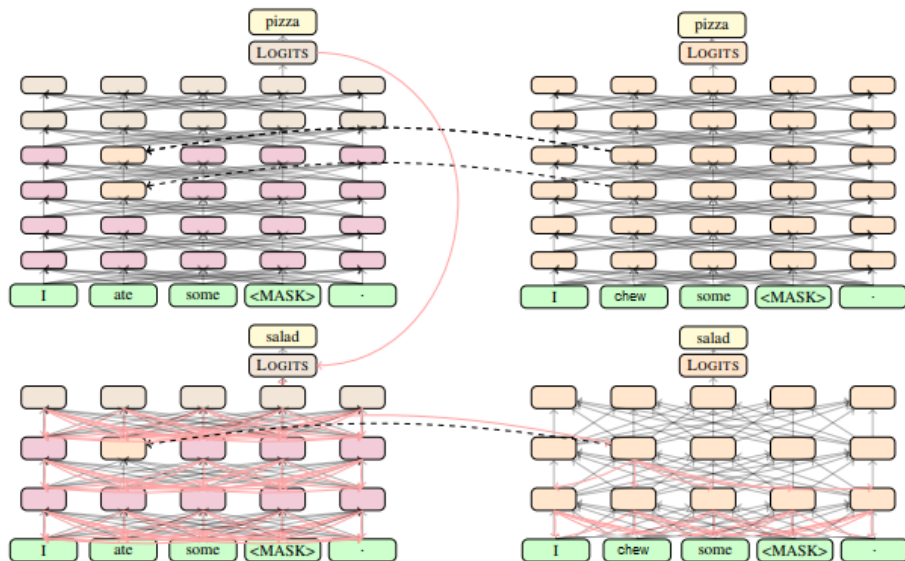 pizza
LOGITS
I ate some <MASK> .
pizza
LOGITS
I chew some <MASK> .
salad
LOGITS
I ate some <MASK> .
salad
LOGITS
I chew some <MASK> .